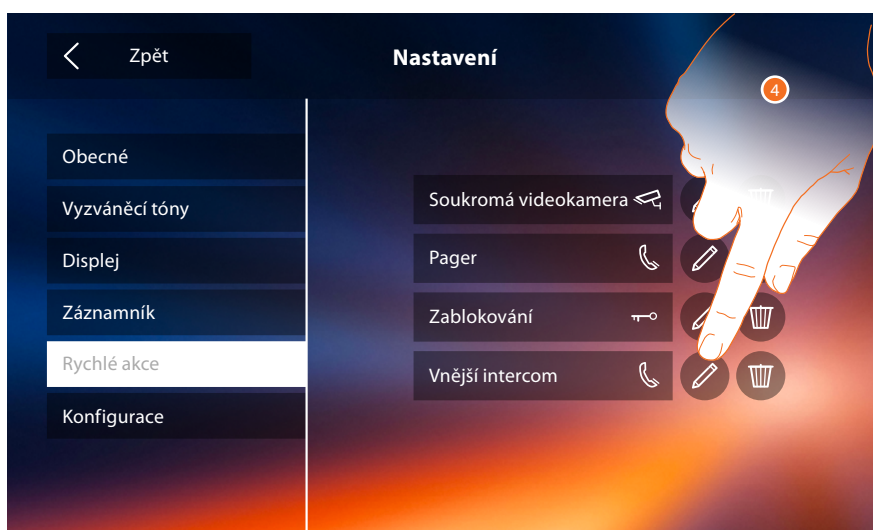 Zpět
Nastavení
4
Obecné
Vyzváněcí tóny
Displej
Záznamník
Rychlé akce
Konfigurace
Soukromá videokamera
Pager
Zablokování
Vnější intercom